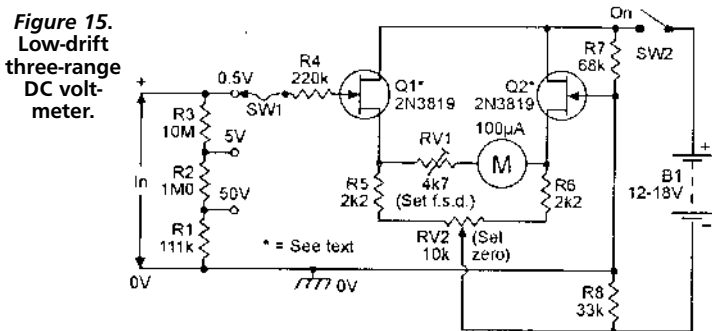 Figure 15.
Low-drift
three-range
DC volt-
meter.
On
SW2
R7
68k
R4
220k
0.5V
SW1
Q1*
2N3819
Q2*
2N3819
+
R3
10M
5V
RV1
100µA
M
4k7
(Set f.s.d.)
In
R2
1M0
50V
R5
2k2
R6
2k2
+
B1
12-18V
-
R1
111k
* = See text
RV2
10k
(Set
zero)
0V
0V
R8
33k